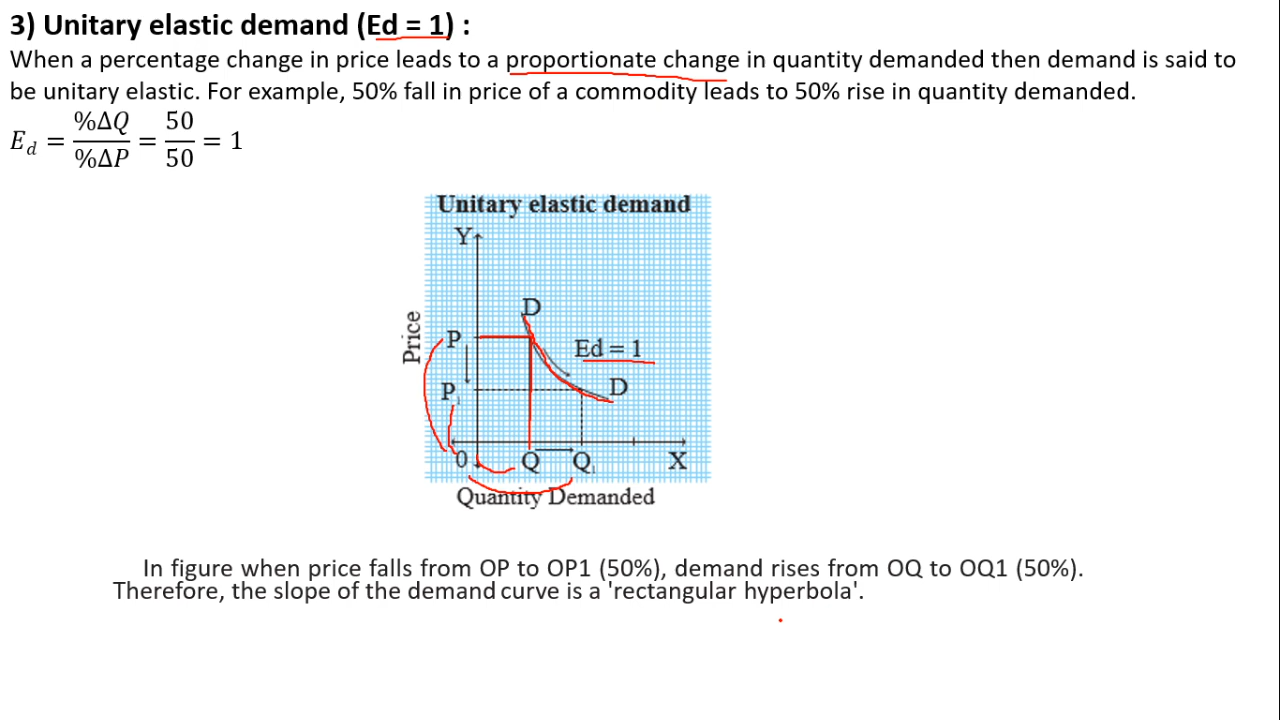 3) Unitary elastic demand (Ed = 1) :
When a percentage change in price leads to a proportionate change in quantity demanded then demand is said to
be unitary elastic. For example, 50% fall in price of a commodity leads to 50% rise in quantity demanded.
E_d = %ΔQ / %ΔP = 50 / 50 = 1
Unitary elastic demand
Y
D
Price
P
Ed = 1
P₁
D
0
Q
Q₁
X
Quantity Demanded
In figure when price falls from OP to OP1 (50%), demand rises from OQ to OQ1 (50%).
Therefore, the slope of the demand curve is a 'rectangular hyperbola'.